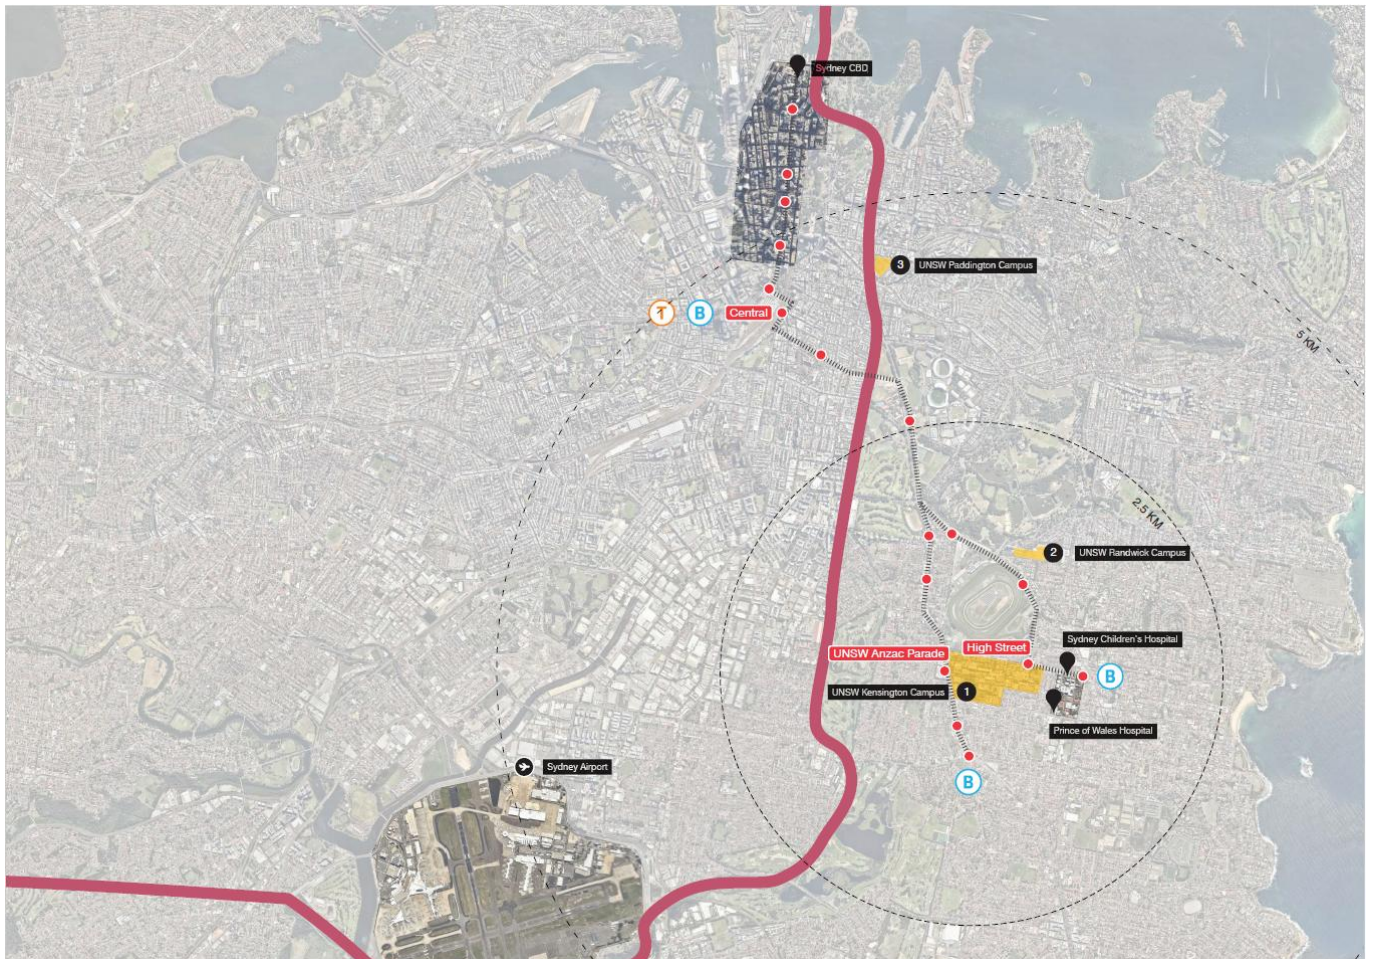 Sydney CBD
3
UNSW Paddington Campus
T
B
Central
5 KM
2.5 KM
2
UNSW Randwick Campus
Sydney Children's Hospital
High Street
UNSW Anzac Parade
B
UNSW Kensington Campus
1
Prince of Wales Hospital
Sydney Airport
B